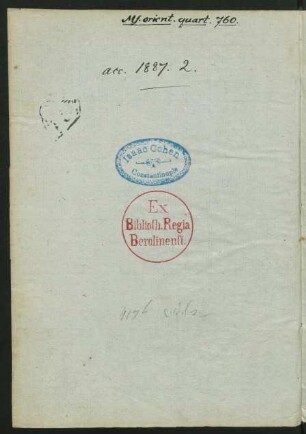 Ms. orient. quart. 760.
acc. 1887. 2.
Isaac Cohen
Constantinople
Ex
Biblioth. Regia
Berolinensi.